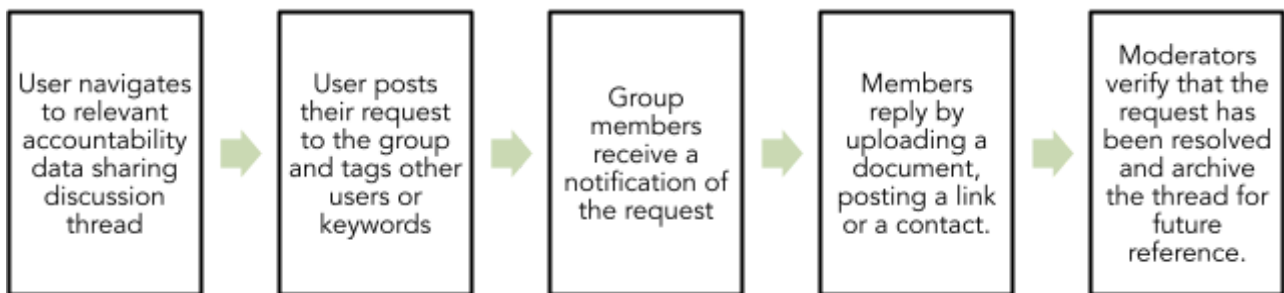 User navigates
to relevant
accountability
data sharing
discussion
thread
User posts
their request
to the group
and tags other
users or
keywords
Group
members
receive a
notification of
the request
Members
reply by
uploading a
document,
posting a link
or a contact.
Moderators
verify that the
request has
been resolved
and archive
the thread for
future
reference.